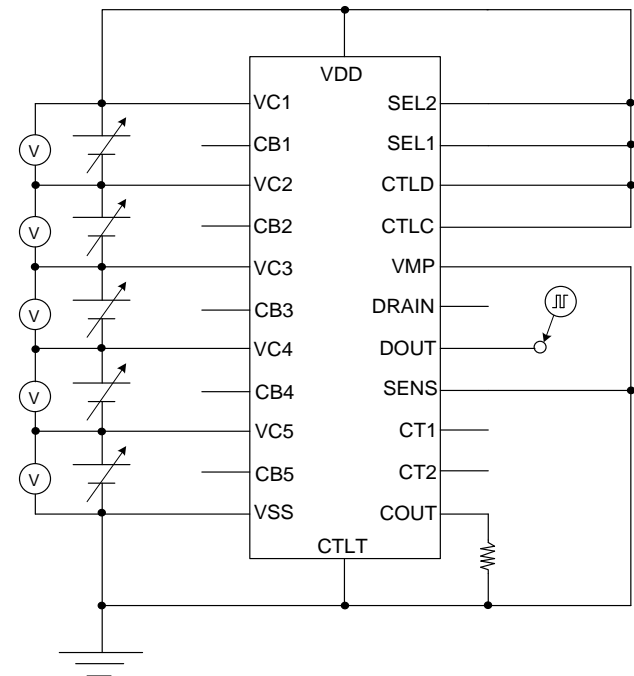 VDD
VC1
SEL2
V
CB1
SEL1
VC2
CTLD
V
CB2
CTLC
VC3
VMP
V
CB3
DRAIN
VC4
DOUT
V
CB4
SENS
VC5
CT1
V
CB5
CT2
VSS
COUT
CTLT